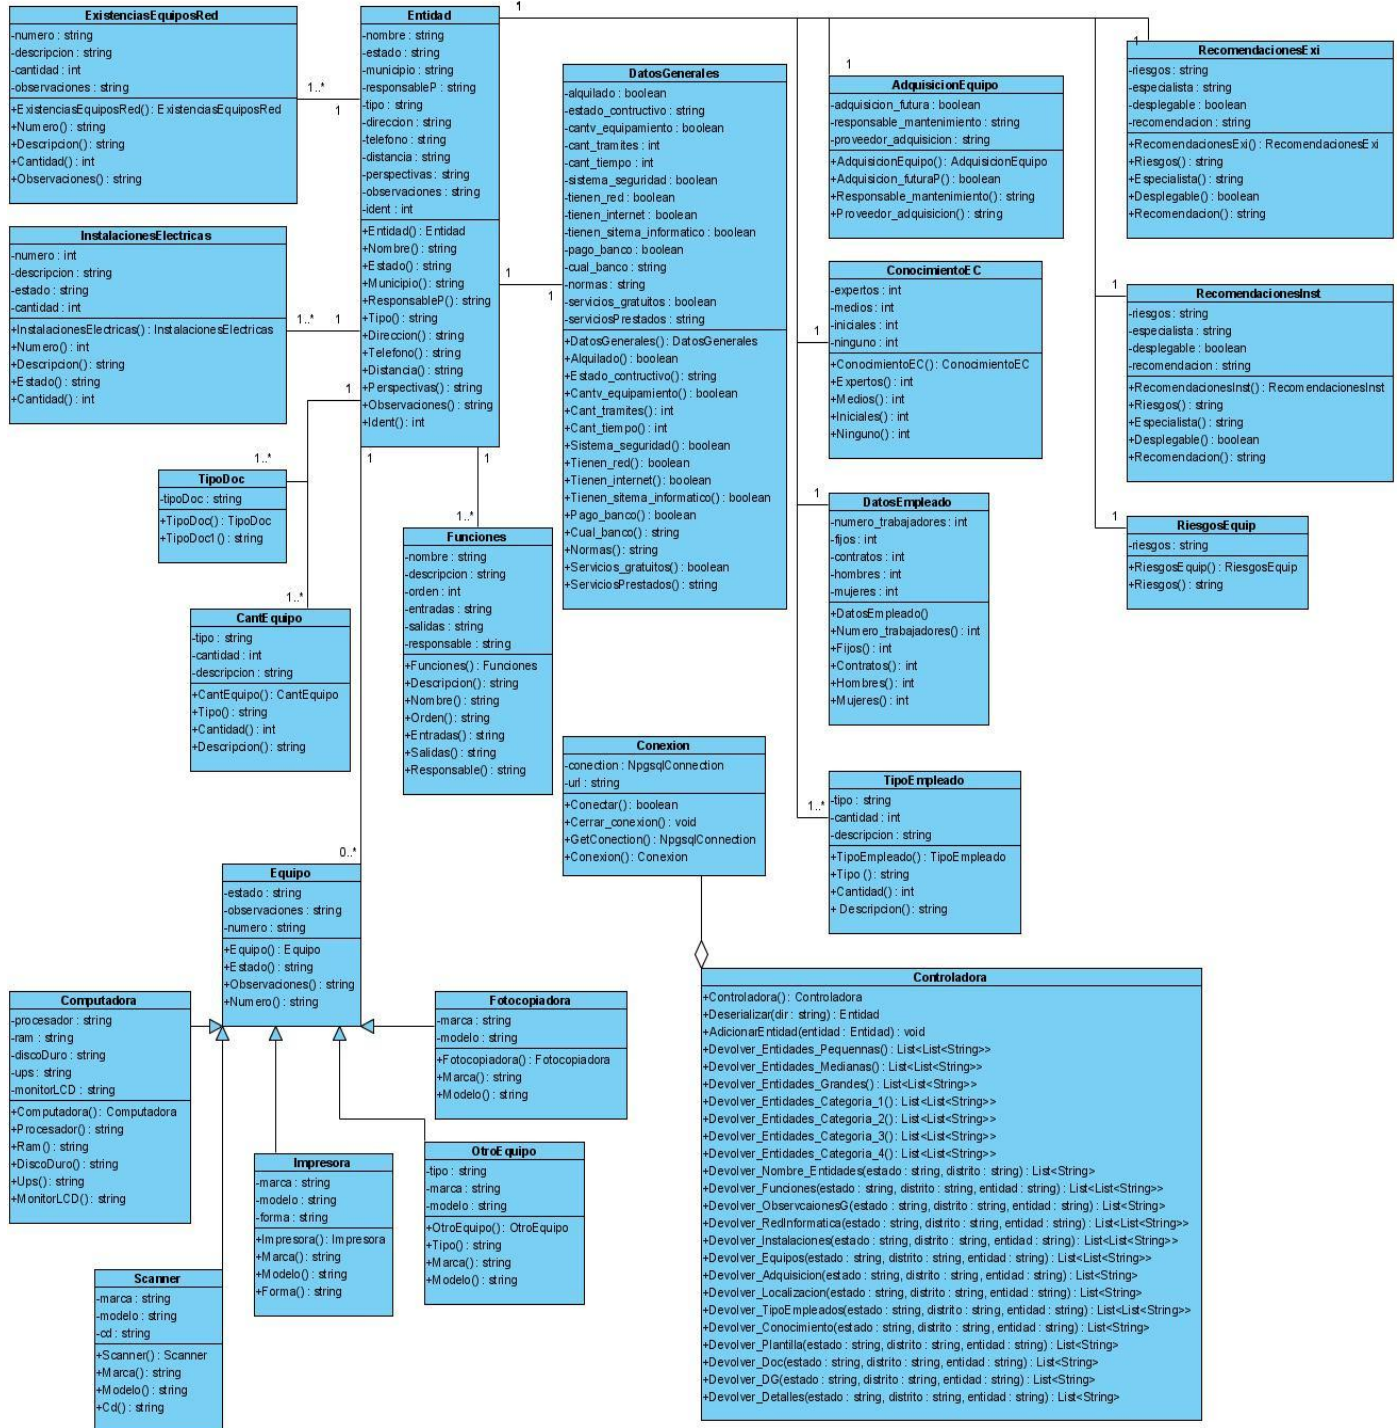 ExistenciasEquiposRed
-numero : string
-descripcion : string
-cantidad : int
-observaciones : string
+ExistenciasEquiposRed() : ExistenciasEquiposRed
+Numero() : string
+Descripcion() : string
+Cantidad() : int
+Observaciones() : string
1..*
1
Entidad
-nombre : string
-estado : string
-municipio : string
-responsableP : string
-tipo : string
-direccion : string
-telefono : string
-distancia : string
-perspectivas : string
-observaciones : string
-ident : int
+Entidad() : Entidad
+Nombre() : string
+Estado() : string
+Municipio() : string
+ResponsableP() : string
+Tipo() : string
+Direccion() : string
+Telefono() : string
+Distancia() : string
+Perspectivas() : string
+Observaciones() : string
+Ident() : int
1
1
1
DatosGenerales
-alquilado : boolean
-estado_contructivo : string
-cantv_equipamiento : boolean
-cant_tramites : int
-cant_tiempo : int
-sistema_seguridad : boolean
-tienen_red : boolean
-tienen_internet : boolean
-tienen_sitema_informatico : boolean
-pago_banco : boolean
-cual_banco : string
-normas : string
-servicios_gratuitos : boolean
-serviciosPrestados : string
+DatosGenerales() : DatosGenerales
+Alquilado() : boolean
+Estado_contructivo() : string
+Cantv_equipamiento() : boolean
+Cant_tramites() : int
+Cant_tiempo() : int
+Sistema_seguridad() : boolean
+Tienen_red() : boolean
+Tienen_internet() : boolean
+Tienen_sitema_informatico() : boolean
+Pago_banco() : boolean
+Cual_banco() : string
+Normas() : string
+Servicios_gratuitos() : boolean
+ServiciosPrestados() : string
1
AdquisicionEquipo
-adquisicion_futura : boolean
-responsable_mantenimiento : string
-proveedor_adquisicion : string
+AdquisicionEquipo() : AdquisicionEquipo
+Adquisicion_futuraP() : boolean
+Responsable_mantenimiento() : string
+Proveedor_adquisicion() : string
1
RecomendacionesExi
-riesgos : string
-especialista : string
-desplegable : boolean
-recomendacion : string
+RecomendacionesExi() : RecomendacionesExi
+Riesgos() : string
+Especialista() : string
+Desplegable() : boolean
+Recomendacion() : string
InstalacionesElectricas
-numero : int
-descripcion : string
-estado : string
-cantidad : int
+InstalacionesElectricas() : InstalacionesElectricas
+Numero() : int
+Descripcion() : string
+Estado() : string
+Cantidad() : int
1..*
1
1
ConocimientoEC
-expertos : int
-medios : int
-iniciales : int
-ninguno : int
+ConocimientoEC() : ConocimientoEC
+Expertos() : int
+Medios() : int
+Iniciales() : int
+Ninguno() : int
1
RecomendacionesInst
-riesgos : string
-especialista : string
-desplegable : boolean
-recomendacion : string
+RecomendacionesInst() : RecomendacionesInst
+Riesgos() : string
+Especialista() : string
+Desplegable() : boolean
+Recomendacion() : string
1
1..*
TipoDoc
-tipoDoc : string
+TipoDoc() : TipoDoc
+TipoDoc1() : string
1..*
CantEquipo
-tipo : string
-cantidad : int
-descripcion : string
+CantEquipo() : CantEquipo
+Tipo() : string
+Cantidad() : int
+Descripcion() : string
1
1
1..*
Funciones
-nombre : string
-descripcion : string
-orden : int
-entradas : string
-salidas : string
-responsable : string
+Funciones() : Funciones
+Descripcion() : string
+Nombre() : string
+Orden() : string
+Entradas() : string
+Salidas() : string
+Responsable() : string
1
DatosEmpleado
-numero_trabajadores : int
-fijos : int
-contratos : int
-hombres : int
-mujeres : int
+DatosEmpleado()
+Numero_trabajadores() : int
+Fijos() : int
+Contratos() : int
+Hombres() : int
+Mujeres() : int
1
RiesgosEquip
-riesgos : string
+RiesgosEquip() : RiesgosEquip
+Riesgos() : string
Conexion
-conection : NpgsqlConnection
-url : string
+Conectar() : boolean
+Cerrar_conexion() : void
+GetConection() : NpgsqlConnection
+Conexion() : Conexion
1..*
TipoEmpleado
-tipo : string
-cantidad : int
-descripcion : string
+TipoEmpleado() : TipoEmpleado
+Tipo () : string
+Cantidad() : int
+ Descripcion() : string
0..*
Equipo
-estado : string
-observaciones : string
-numero : string
+Equipo() : Equipo
+Estado() : string
+Observaciones() : string
+Numero() : string
Computadora
-procesador : string
-ram : string
-discoDuro : string
-ups : string
-monitorLCD : string
+Computadora() : Computadora
+Procesador() : string
+Ram() : string
+DiscoDuro() : string
+Ups() : string
+MonitorLCD() : string
Fotocopiadora
-marca : string
-modelo : string
+Fotocopiadora() : Fotocopiadora
+Marca() : string
+Modelo() : string
Impresora
-marca : string
-modelo : string
-forma : string
+Impresora() : Impresora
+Marca() : string
+Modelo() : string
+Forma() : string
OtroEquipo
-tipo : string
-marca : string
-modelo : string
+OtroEquipo() : OtroEquipo
+Tipo() : string
+Marca() : string
+Modelo() : string
Scanner
-marca : string
-modelo : string
-cd : string
+Scanner() : Scanner
+Marca() : string
+Modelo() : string
+Cd() : string
Controladora
+Controladora() : Controladora
+Deserializar(dir : string) : Entidad
+AdicionarEntidad(entidad : Entidad) : void
+Devolver_Entidades_Pequennas() : List<List<String>>
+Devolver_Entidades_Medianas() : List<List<String>>
+Devolver_Entidades_Grandes() : List<List<String>>
+Devolver_Entidades_Categoria_1() : List<List<String>>
+Devolver_Entidades_Categoria_2() : List<List<String>>
+Devolver_Entidades_Categoria_3() : List<List<String>>
+Devolver_Entidades_Categoria_4() : List<List<String>>
+Devolver_Nombre_Entidades(estado : string, distrito : string) : List<String>
+Devolver_Funciones(estado : string, distrito : string, entidad : string) : List<List<String>>
+Devolver_ObservcaionesG(estado : string, distrito : string, entidad : string) : List<String>
+Devolver_RedInformatica(estado : string, distrito : string, entidad : string) : List<List<String>>
+Devolver_Instalaciones(estado : string, distrito : string, entidad : string) : List<List<String>>
+Devolver_Equipos(estado : string, distrito : string, entidad : string) : List<List<String>>
+Devolver_Adquisicion(estado : string, distrito : string, entidad : string) : List<String>
+Devolver_Localizacion(estado : string, distrito : string, entidad : string) : List<String>
+Devolver_TipoEmpleados(estado : string, distrito : string, entidad : string) : List<List<String>>
+Devolver_Conocimiento(estado : string, distrito : string, entidad : string) : List<String>
+Devolver_Plantilla(estado : string, distrito : string, entidad : string) : List<String>
+Devolver_Doc(estado : string, distrito : string, entidad : string) : List<String>
+Devolver_DG(estado : string, distrito : string, entidad : string) : List<String>
+Devolver_Detalles(estado : string, distrito : string, entidad : string) : List<String>